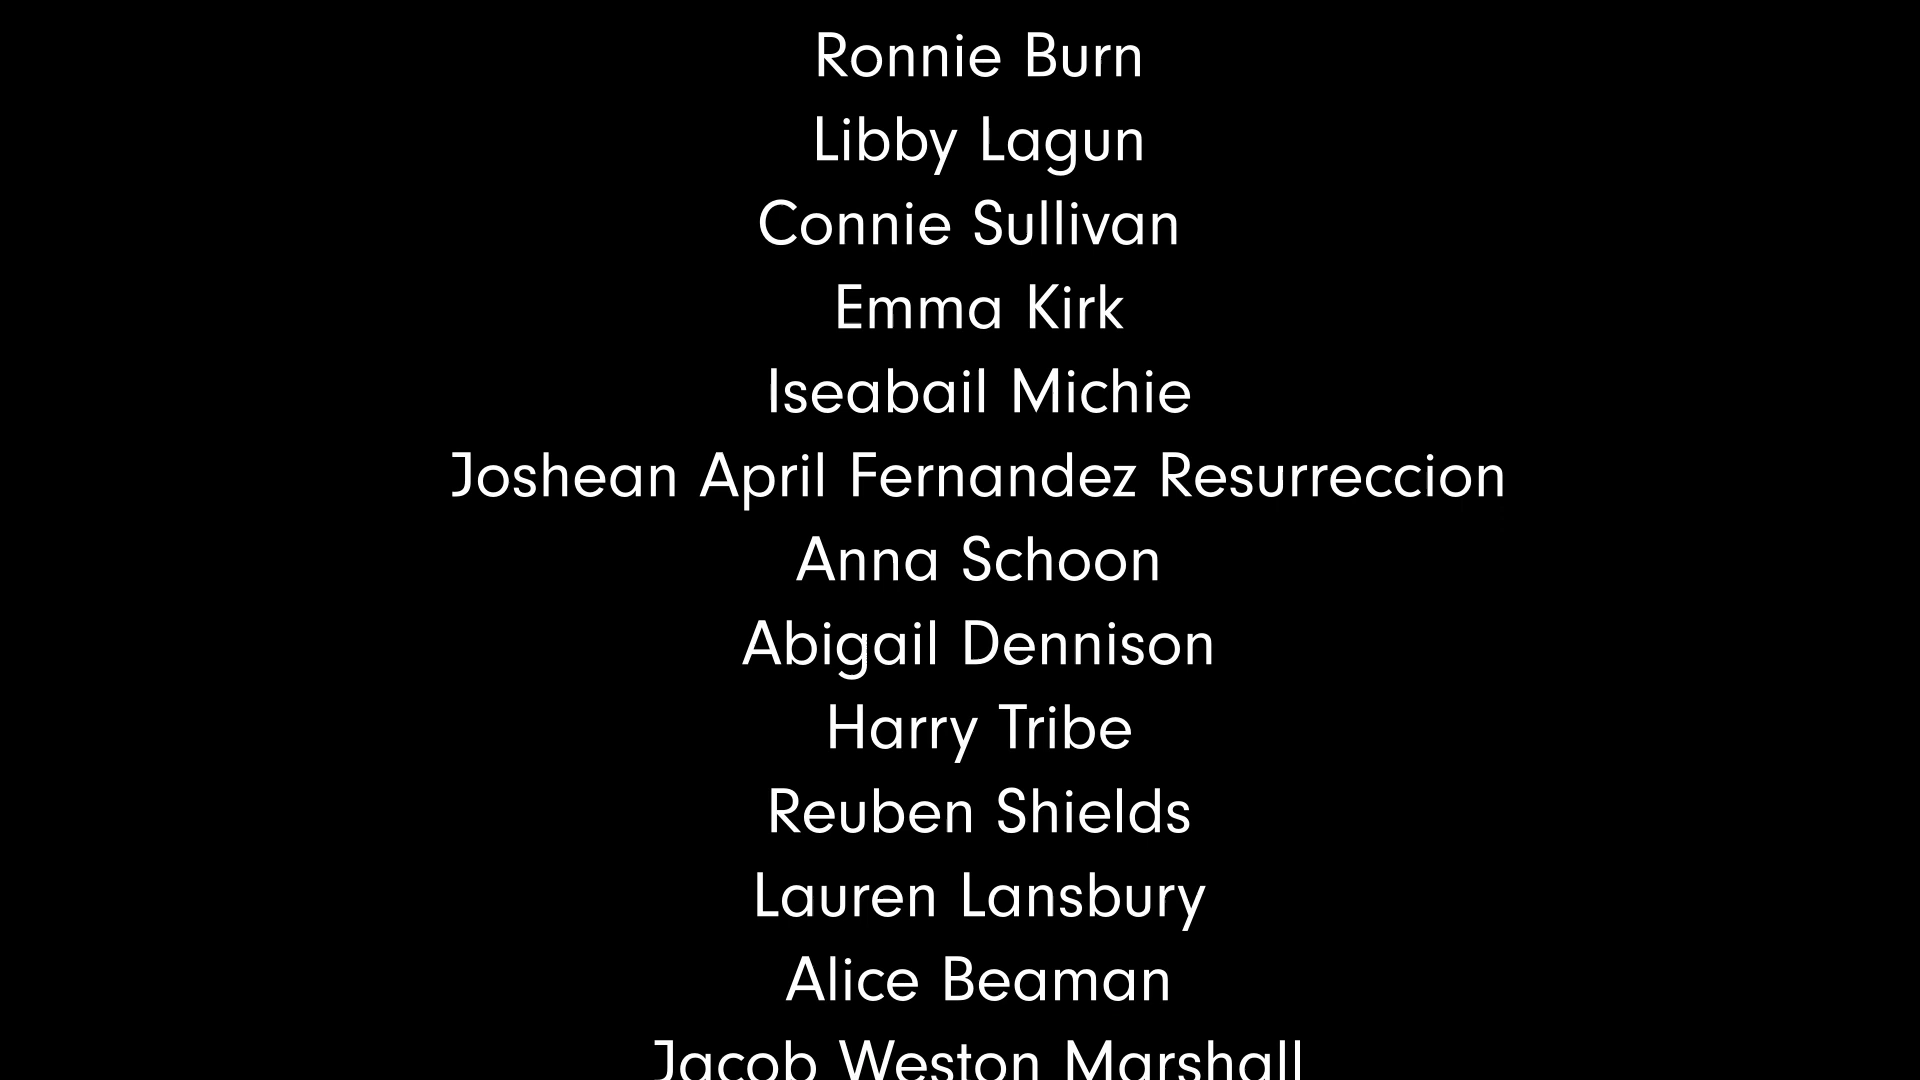 Ronnie Burn
Libby Lagun
Connie Sullivan
Emma Kirk
Iseabail Michie
Joshean April Fernandez Resurreccion
Anna Schoon
Abigail Dennison
Harry Tribe
Reuben Shields
Lauren Lansbury
Alice Beaman
Jacob Weston Marshall